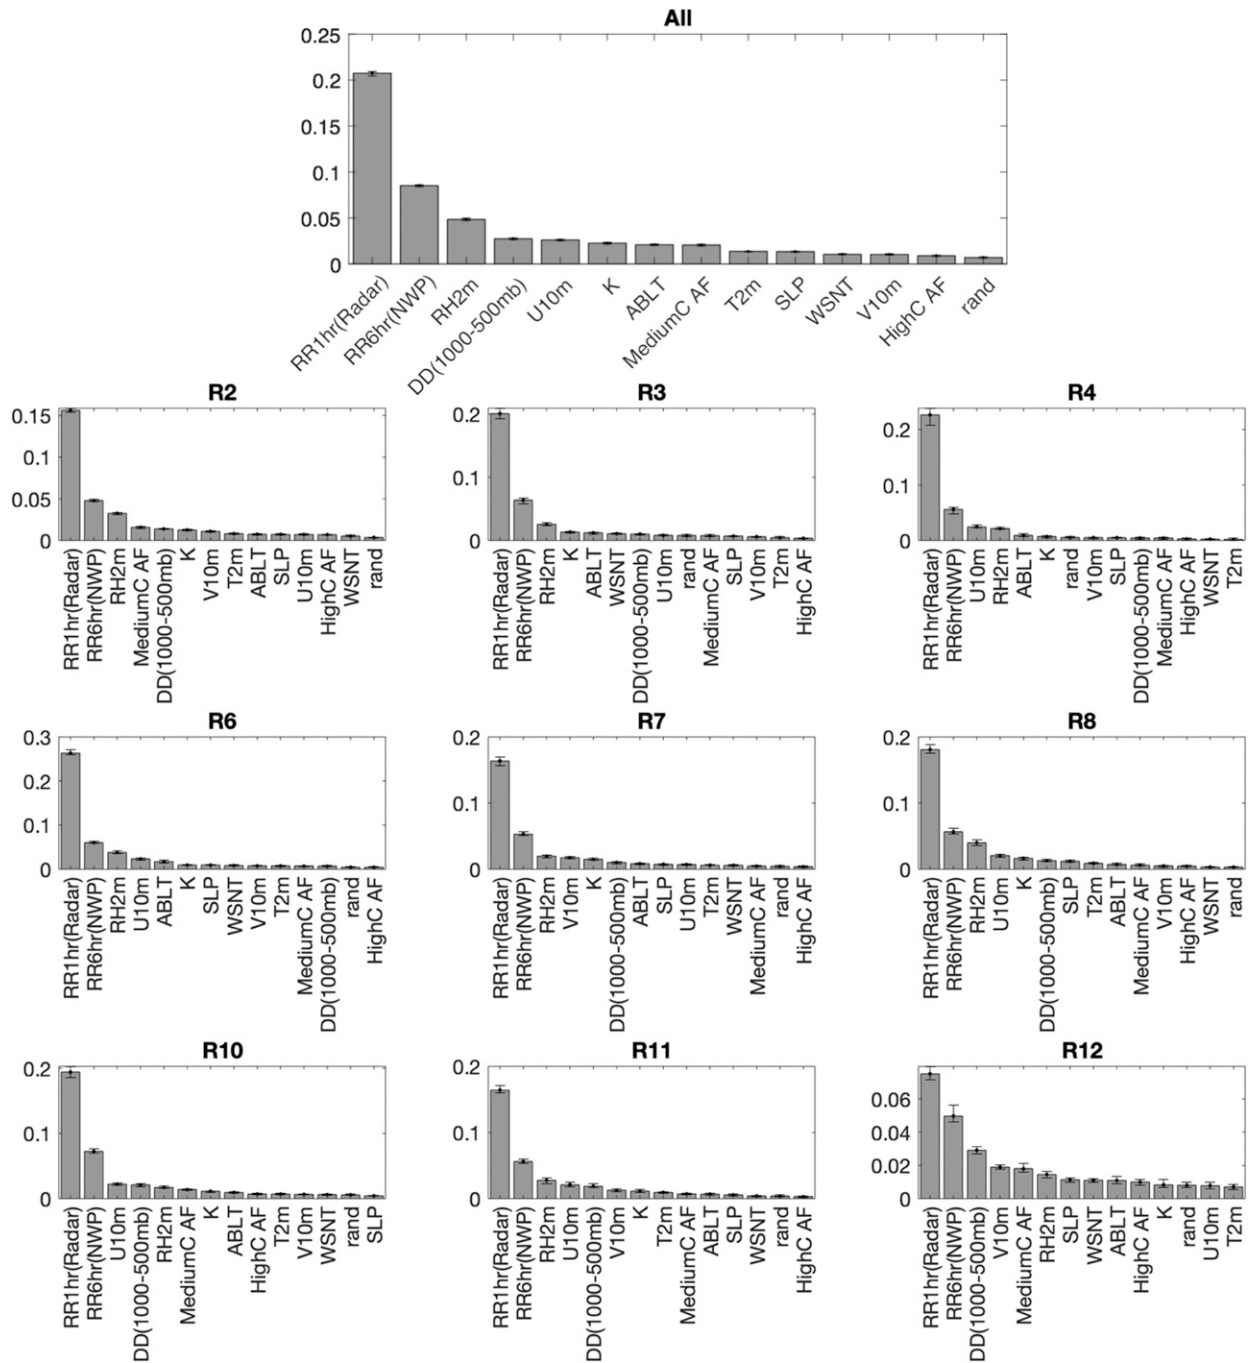 All
0.25
0.2
0.15
0.1
0.05
0
RR1hr(Radar) RR6hr(NWP) RH2m DD(1000-500mb) U10m K ABLT MediumC AF T2m SLP WSNT V10m HighC AF rand
R2
0.15
0.1
0.05
0
RR1hr(Radar) RR6hr(NWP) RH2m MediumC AF DD(1000-500mb) K V10m T2m ABLT SLP U10m HighC AF WSNT rand
R3
0.2
0.1
0
RR1hr(Radar) RR6hr(NWP) RH2m K ABLT WSNT DD(1000-500mb) U10m rand MediumC AF SLP V10m T2m HighC AF
R4
0.2
0.1
0
RR1hr(Radar) RR6hr(NWP) U10m RH2m ABLT K rand V10m SLP DD(1000-500mb) MediumC AF HighC AF WSNT T2m
R6
0.3
0.2
0.1
0
RR1hr(Radar) RR6hr(NWP) RH2m U10m ABLT K SLP WSNT V10m T2m MediumC AF DD(1000-500mb) rand HighC AF
R7
0.2
0.1
0
RR1hr(Radar) RR6hr(NWP) RH2m V10m K DD(1000-500mb) ABLT SLP U10m T2m WSNT MediumC AF rand HighC AF
R8
0.2
0.1
0
RR1hr(Radar) RR6hr(NWP) RH2m U10m K DD(1000-500mb) SLP T2m ABLT MediumC AF V10m HighC AF WSNT rand
R10
0.2
0.1
0
RR1hr(Radar) RR6hr(NWP) U10m DD(1000-500mb) RH2m MediumC AF K ABLT HighC AF T2m V10m WSNT rand SLP
R11
0.2
0.1
0
RR1hr(Radar) RR6hr(NWP) RH2m U10m DD(1000-500mb) V10m K T2m MediumC AF ABLT SLP WSNT rand HighC AF
R12
0.06
0.04
0.02
0
RR1hr(Radar) RR6hr(NWP) DD(1000-500mb) V10m MediumC AF RH2m SLP WSNT ABLT HighC AF K rand U10m T2m